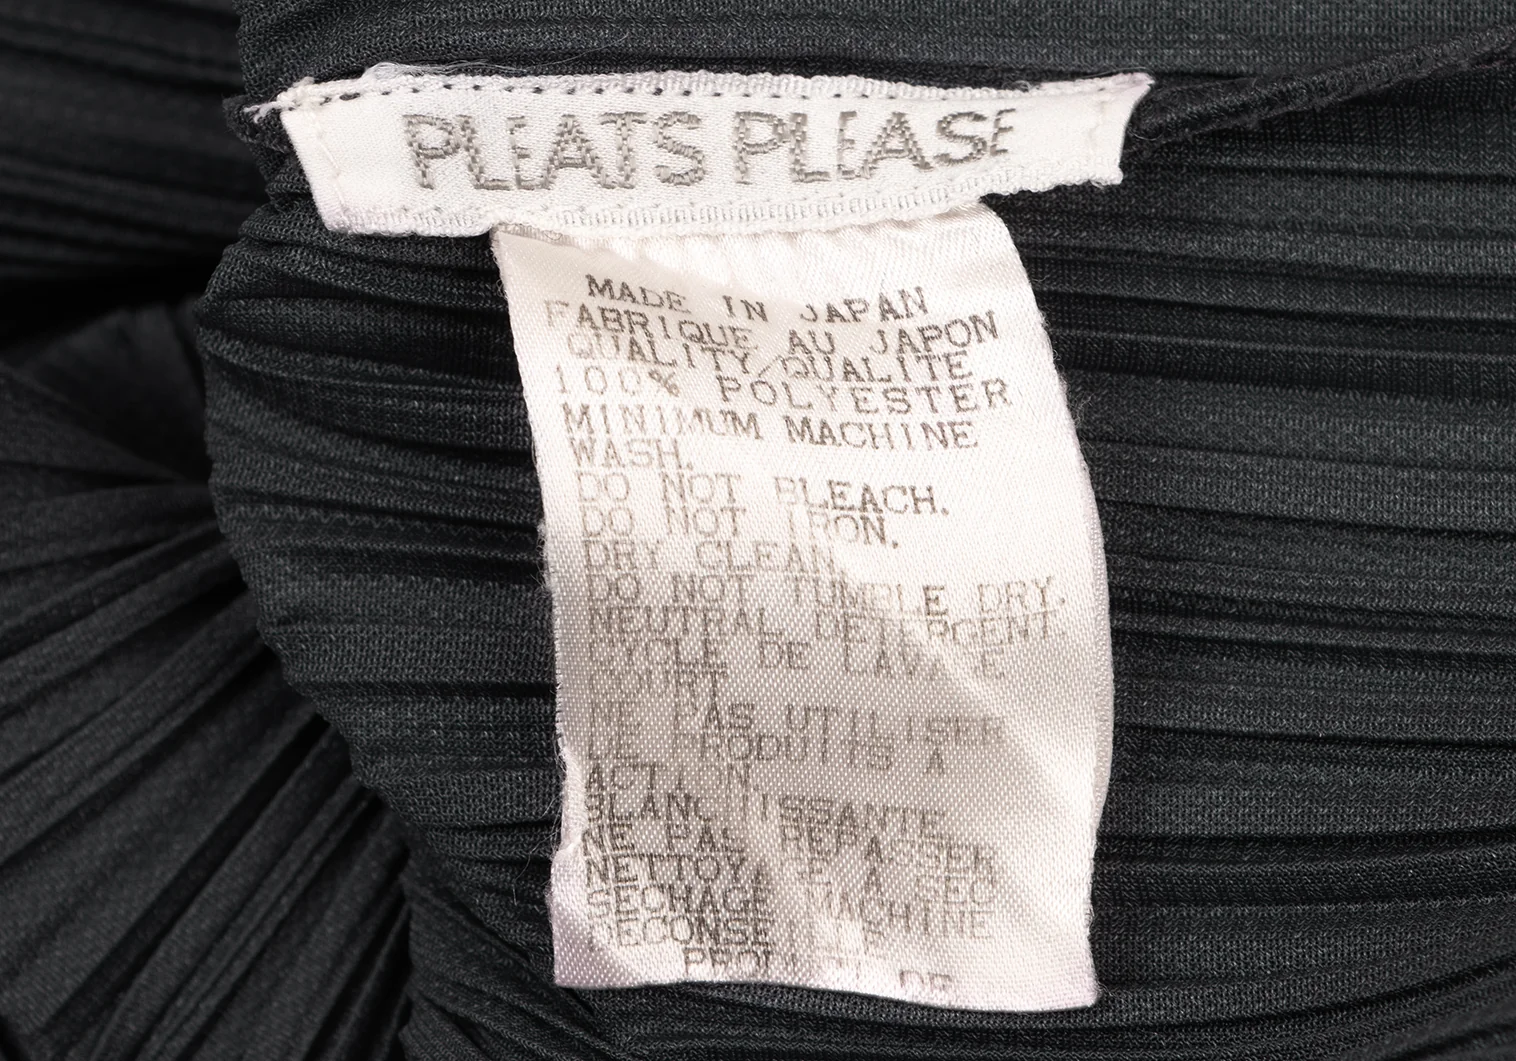 PLEATS PLEASE
MADE IN JAPAN
FABRIQUE AU JAPON
QUALITY/QUALITE
100% POLYESTER
MINIMUM MACHINE
WASH.
DO NOT BLEACH.
DO NOT IRON.
DRY CLEAN
DO NOT TUMBLE DRY.
NEUTRAL DETERGENT.
CYCLE DE LAVAGE
COURT
NE PAS UTILISER
DE PRODUITS A
ACTION
BLANCHISSANTE
NE PAS REPASSER
NETTOYAGE A SEC
SECHAGE MACHINE
DECONSEILLE